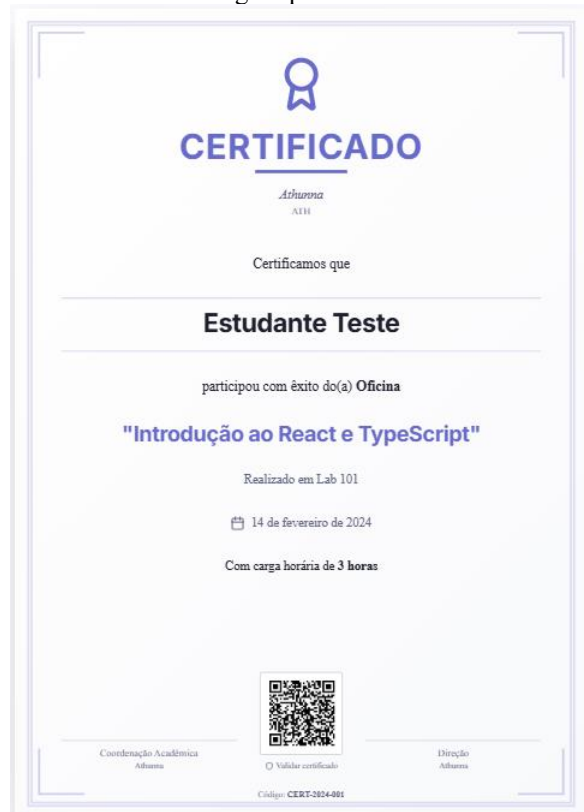 CERTIFICADO
Athunna
ATH
Certificamos que
Estudante Teste
participou com êxito do(a) Oficina
"Introdução ao React e TypeScript"
Realizado em Lab 101
14 de fevereiro de 2024
Com carga horária de 3 horas
Coordenação Acadêmica
Athunna
Validar certificado
Direção
Athunna
Código: CERT-2024-001